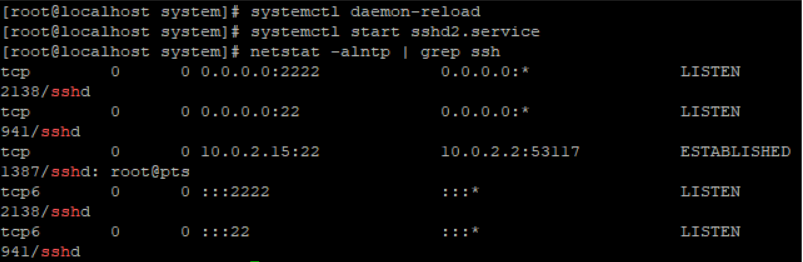 [root@localhost system]# systemctl daemon-reload
[root@localhost system]# systemctl start sshd2.service
[root@localhost system]# netstat -alntp | grep ssh
tcp        0      0 0.0.0.0:2222            0.0.0.0:*               LISTEN
2138/sshd
tcp        0      0 0.0.0.0:22              0.0.0.0:*               LISTEN
941/sshd
tcp        0      0 10.0.2.15:22            10.0.2.2:53117          ESTABLISHED
1387/sshd: root@pts
tcp6       0      0 :::2222                 :::*                    LISTEN
2138/sshd
tcp6       0      0 :::22                   :::*                    LISTEN
941/sshd